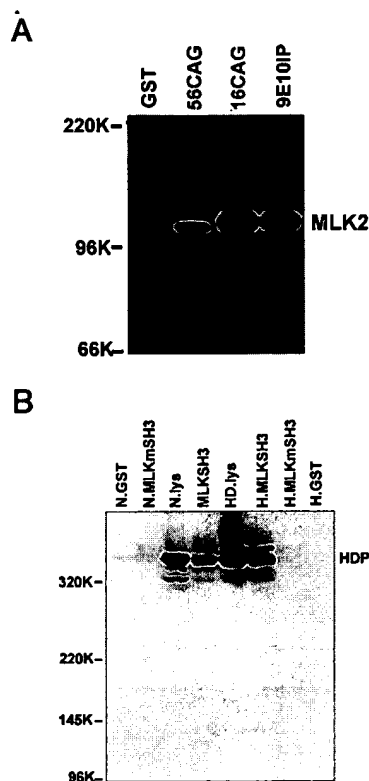 A
GST
56CAG
16CAG
9E10IP
220K
MLK2
96K
66K
B
N.GST
N.MLKmSH3
N.lys
MLKSH3
HD.lys
H.MLKSH3
H.MLKmSH3
H.GST
HDP
320K
220K
145K
96K